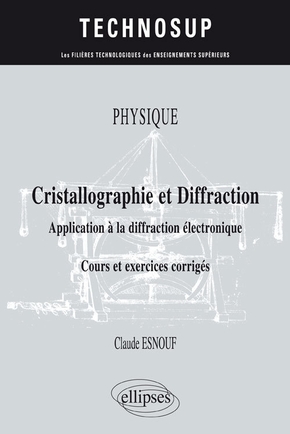 TECHNOSUP
Les FILIÈRES TECHNOLOGIQUES des ENSEIGNEMENTS SUPÉRIEURS
PHYSIQUE
Cristallographie et Diffraction
Application à la diffraction électronique
Cours et exercices corrigés
Claude ESNOUF
ellipses